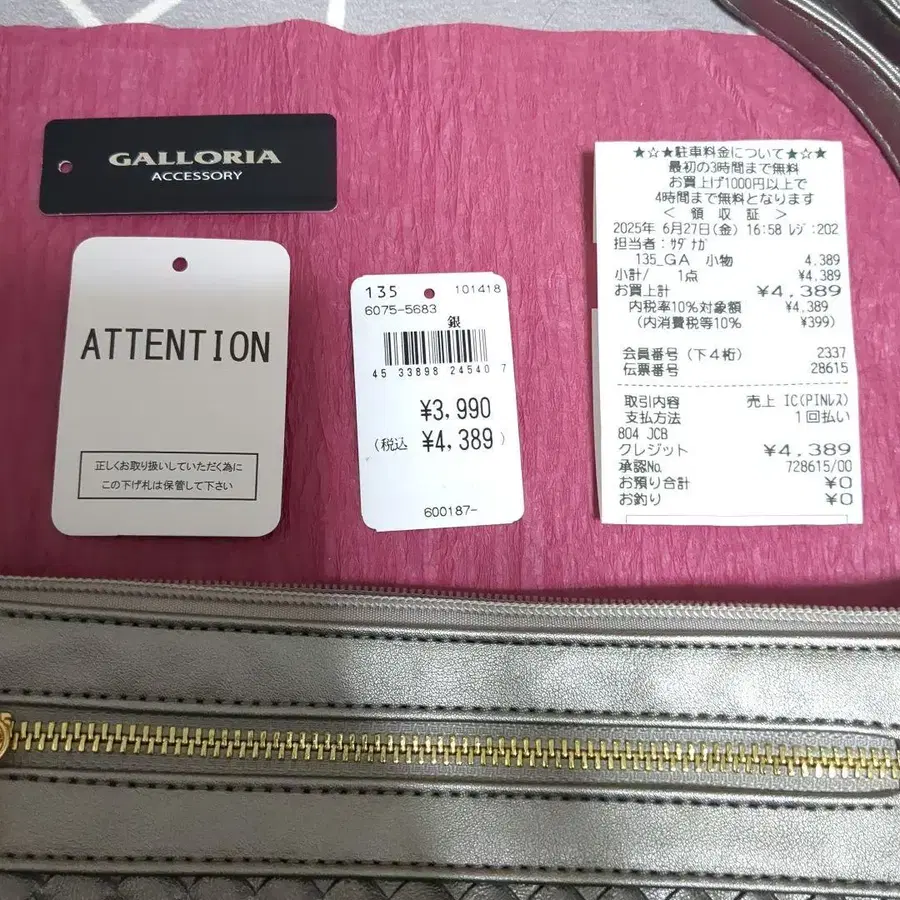 GALLORIA
ACCESSORY
ATTENTION
正しくお取り扱いしていただく為に
この下げ札は保管して下さい
135 101418
6075-5683
銀
4 533898 245407
¥3,990
(税込 ¥4,389)
600187-
★☆★駐車料金について★☆★
最初の3時間まで無料
お買上げ1000円以上で
4時間まで無料となります
< 領 収 証 >
2025年 6月27日(金) 16:58 レジ:202
担当者:サダナガ
135_GA 小物 4,389
小計/ 1点 ¥4,389
お買上計 ¥4,389
内税率10%対象額 ¥4,389
(内消費税等10% ¥399)
会員番号(下4桁) 2337
伝票番号 28615
取引内容 売上 IC(PINレス)
支払方法 1回払い
804 JCB
クレジット ¥4,389
承認No. 728615/00
お預り合計 ¥0
お釣り ¥0